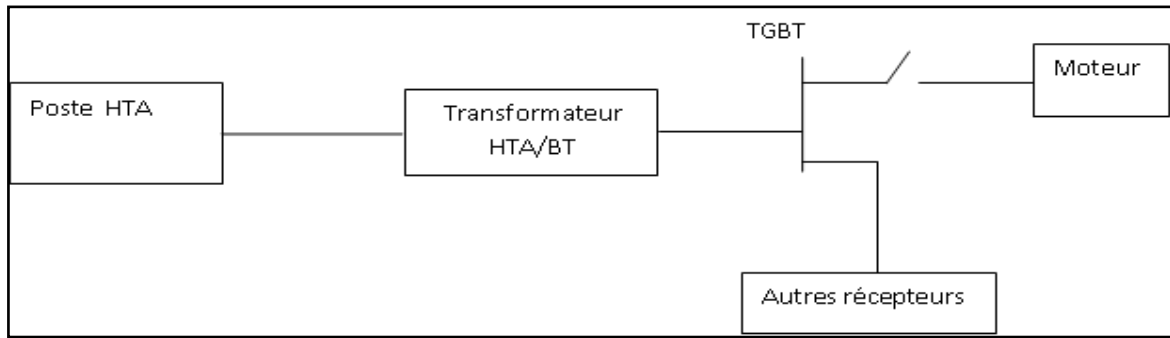 TGBT
Poste HTA
Transformateur
HTA/BT
Moteur
Autres récepteurs